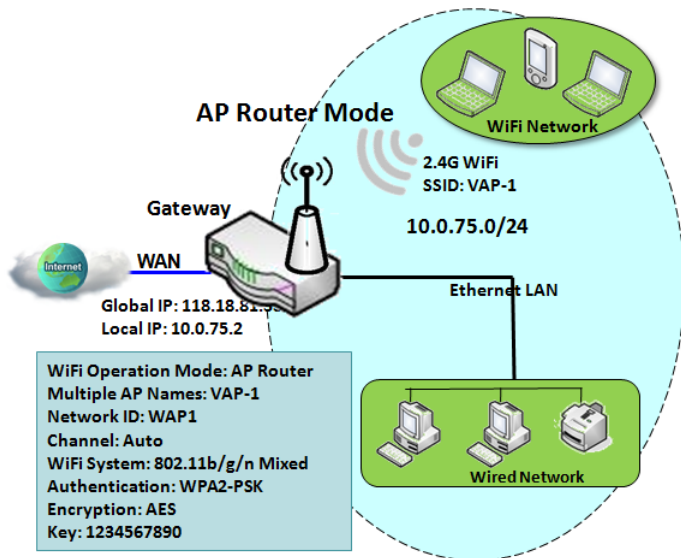 AP Router Mode
WiFi Network
2.4G WiFi
SSID: VAP-1
Gateway
10.0.75.0/24
Internet
WAN
Ethernet LAN
Global IP:
Local IP: 10.0.75.2
WiFi Operation Mode: AP Router
Multiple AP Names: VAP-1
Network ID: WAP1
Channel: Auto
WiFi System: 802.11b/g/n Mixed
Authentication: WPA2-PSK
Encryption: AES
Key: 1234567890
Wired Network